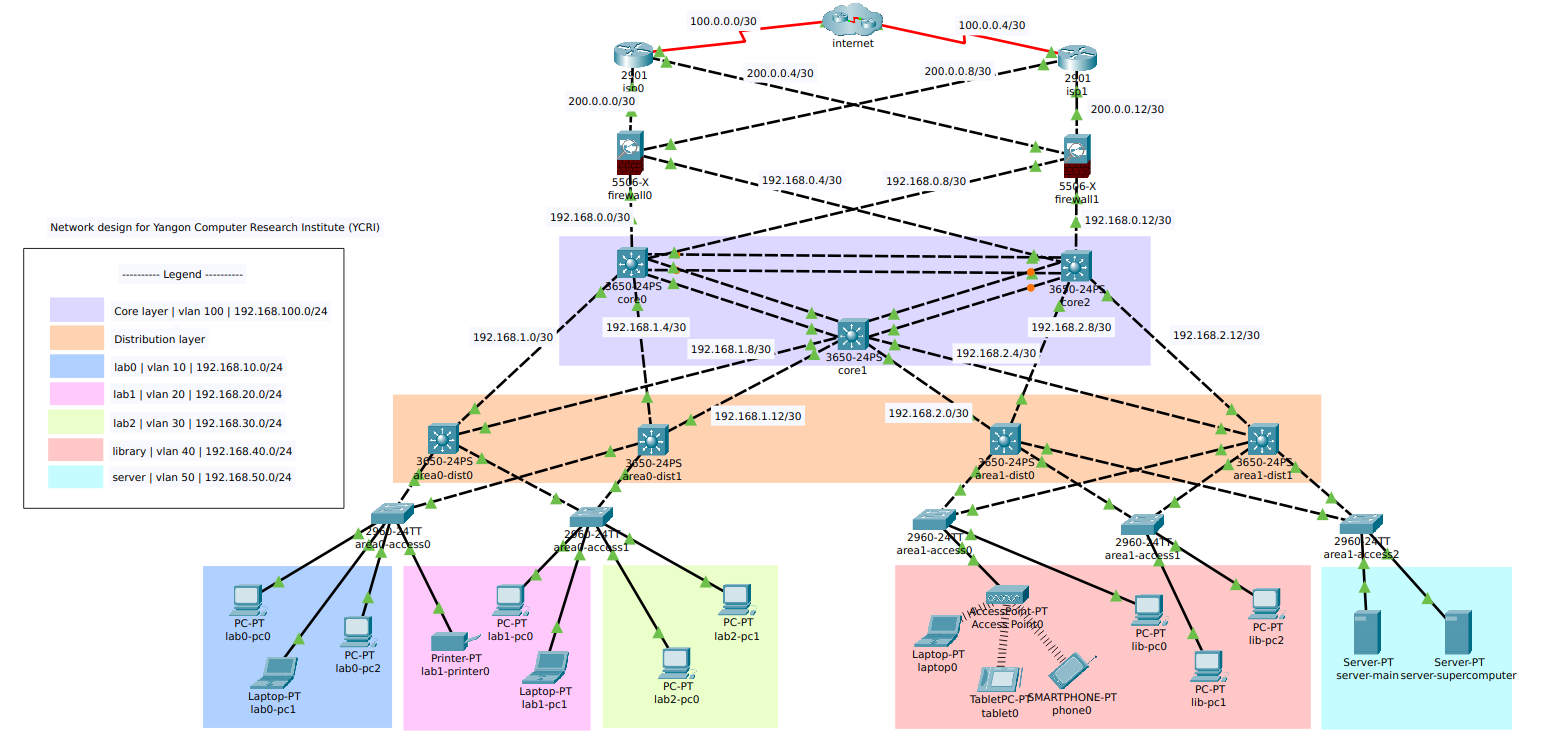 100.0.0.0/30
internet
100.0.0.4/30
2901
isp0
200.0.0.4/30
200.0.0.8/30
2901
isp1
200.0.0.0/30
200.0.0.12/30
5506-X
firewall0
192.168.0.4/30
192.168.0.8/30
5506-X
firewall1
192.168.0.0/30
192.168.0.12/30
Network design for Yangon Computer Research Institute (YCRI)
---------- Legend ----------
Core layer | vlan 100 | 192.168.100.0/24
Distribution layer
lab0 | vlan 10 | 192.168.10.0/24
lab1 | vlan 20 | 192.168.20.0/24
lab2 | vlan 30 | 192.168.30.0/24
library | vlan 40 | 192.168.40.0/24
server | vlan 50 | 192.168.50.0/24
3650-24PS
core0
3650-24PS
core2
3650-24PS
core1
192.168.1.0/30
192.168.1.4/30
192.168.1.8/30
192.168.2.4/30
192.168.2.8/30
192.168.2.12/30
192.168.1.12/30
192.168.2.0/30
3650-24PS
area0-dist0
3650-24PS
area0-dist1
3650-24PS
area1-dist0
3650-24PS
area1-dist1
2960-24TT
area0-access0
2960-24TT
area0-access1
2960-24TT
area1-access0
2960-24TT
area1-access1
2960-24TT
area1-access2
PC-PT
lab0-pc0
PC-PT
lab0-pc2
Laptop-PT
lab0-pc1
Printer-PT
lab1-printer0
PC-PT
lab1-pc0
Laptop-PT
lab1-pc1
PC-PT
lab2-pc0
PC-PT
lab2-pc1
AccessPoint-PT
Access Point0
Laptop-PT
laptop0
TabletPC-PT
tablet0
SMARTPHONE-PT
phone0
PC-PT
lib-pc0
PC-PT
lib-pc1
PC-PT
lib-pc2
Server-PT
server-main
Server-PT
server-supercomputer